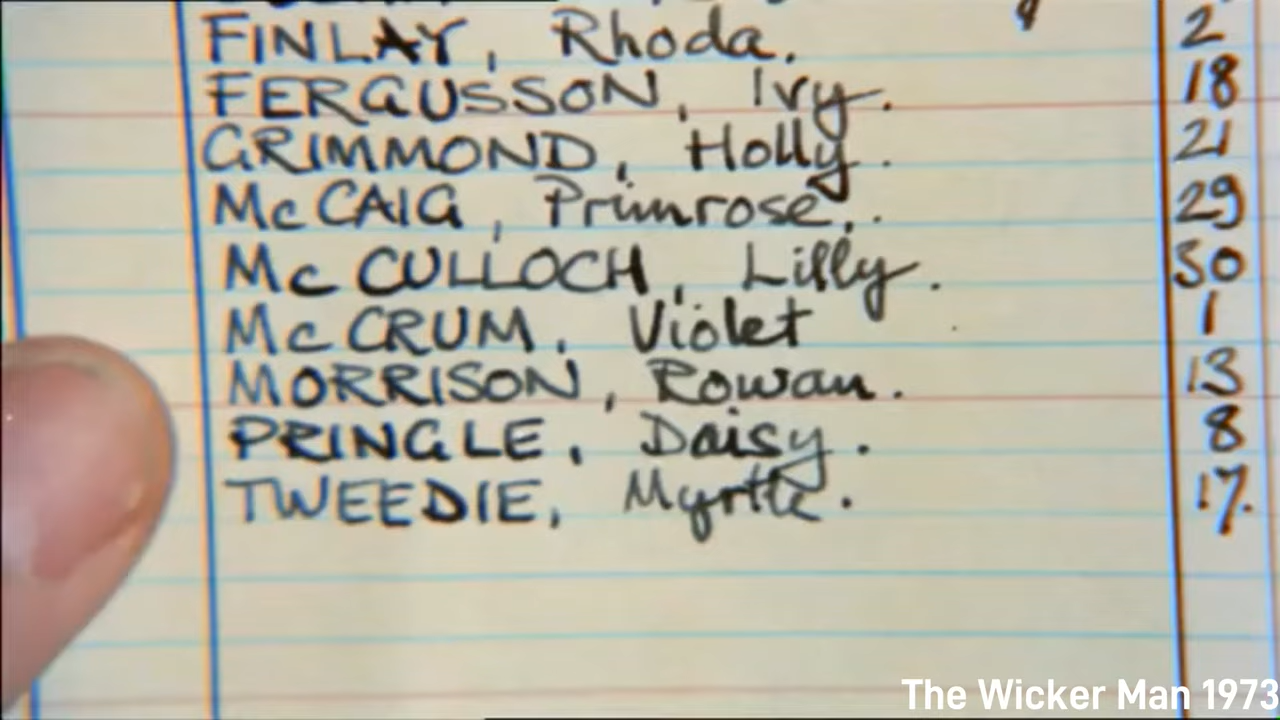 FINLAY, Rhoda. 2
FERGUSSON, Ivy. 18
GRIMMOND, Holly. 21
McCAIG, Primrose. 29
McCULLOCH, Lilly. 30
McCRUM, Violet 1
MORRISON, Rowan. 13
PRINGLE, Daisy. 8
TWEEDIE, Myrtle. 17.
The Wicker Man 1973